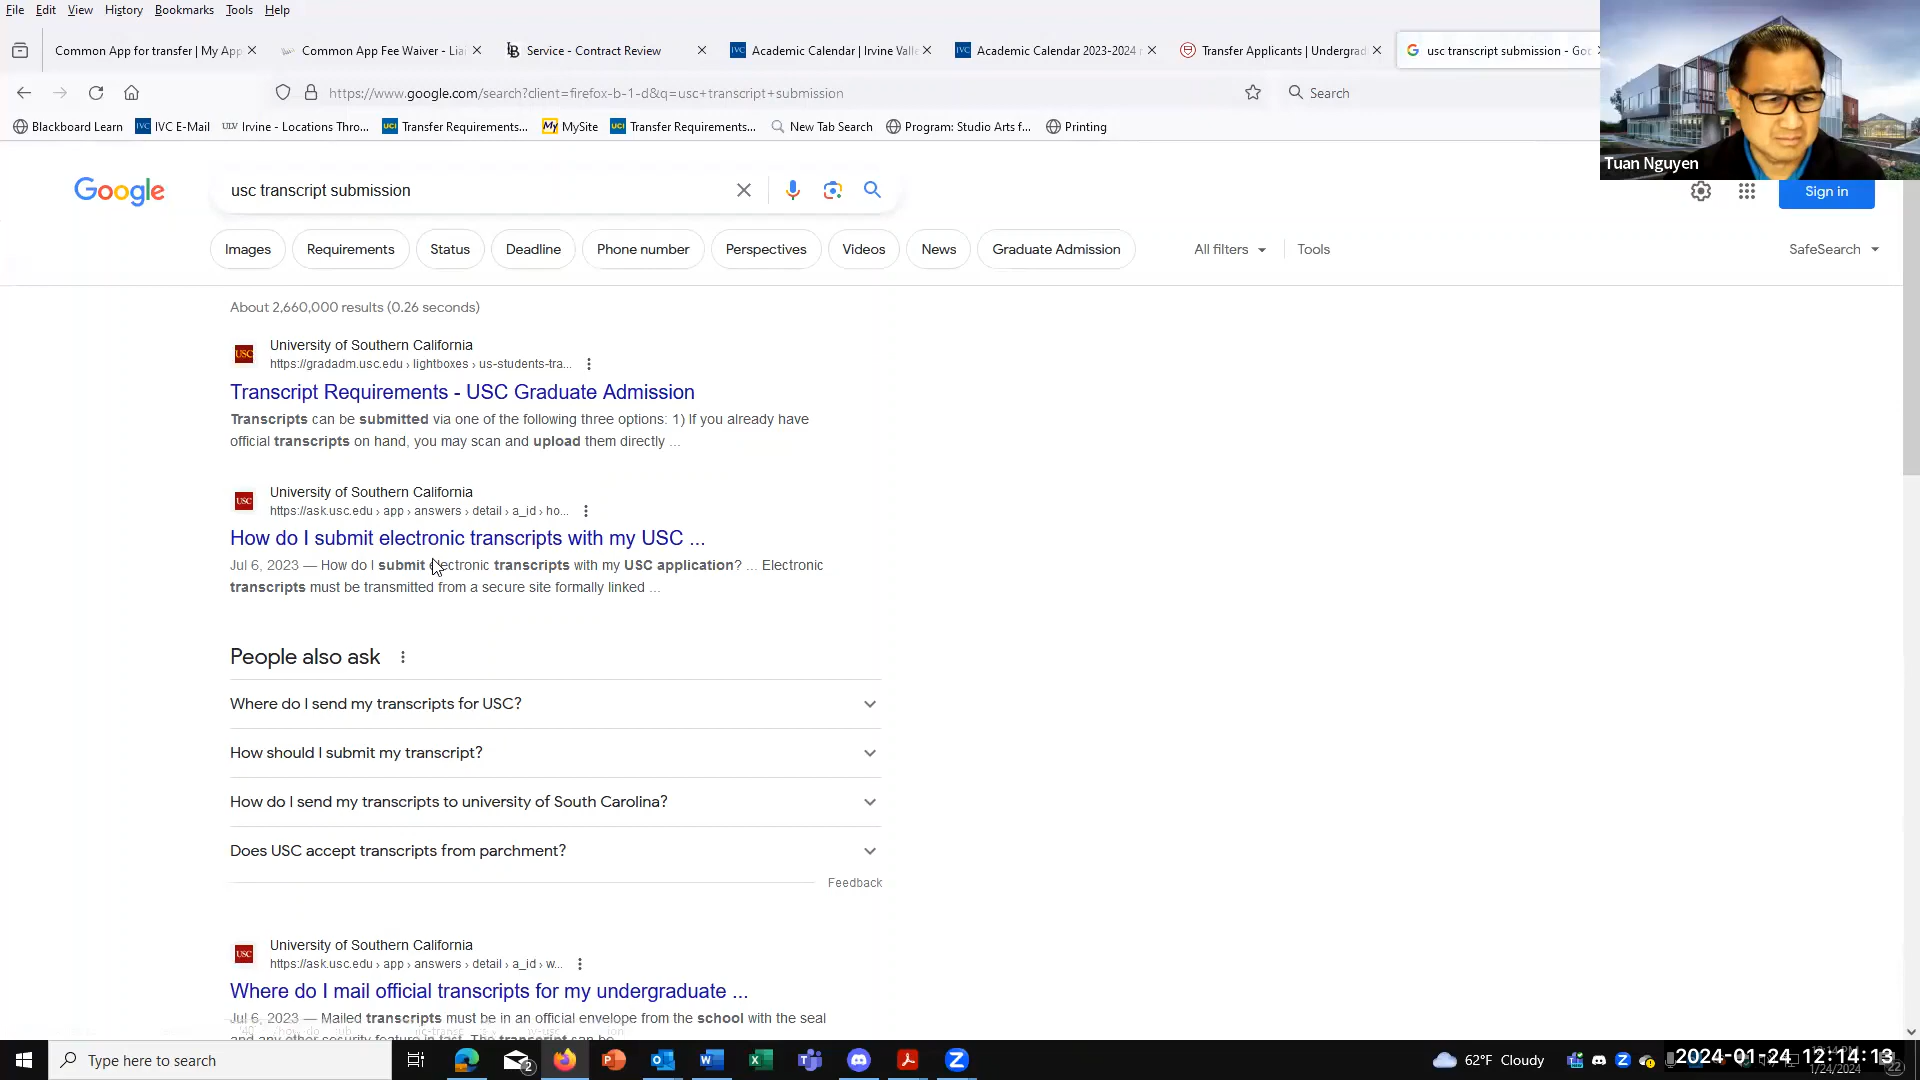 File Edit View History Bookmarks Tools Help
Common App for transfer | My App
Common App Fee Waiver - Lia
Service - Contract Review
Academic Calendar | Irvine Valle
Academic Calendar 2023-2024
Transfer Applicants | Undergrad
usc transcript submission - Goo
https://www.google.com/search?client=firefox-b-1-d&q=usc+transcript+submission
Search
Blackboard Learn
IVC E-Mail
Irvine - Locations Thro...
Transfer Requirements...
MySite
Transfer Requirements...
New Tab Search
Program: Studio Arts f...
Printing
Tuan Nguyen
Google
usc transcript submission
Sign in
Images Requirements Status Deadline Phone number Perspectives Videos News Graduate Admission
All filters Tools
SafeSearch
About 2,660,000 results (0.26 seconds)
USC
University of Southern California
https://gradadm.usc.edu › lightboxes › us-students-tra...
Transcript Requirements - USC Graduate Admission
Transcripts can be submitted via one of the following three options: 1) If you already have
official transcripts on hand, you may scan and upload them directly ...
USC
University of Southern California
https://ask.usc.edu › app › answers › detail › a_id › ho...
How do I submit electronic transcripts with my USC ...
Jul 6, 2023 — How do I submit electronic transcripts with my USC application? ... Electronic
transcripts must be transmitted from a secure site formally linked ...
People also ask
Where do I send my transcripts for USC?
How should I submit my transcript?
How do I send my transcripts to university of South Carolina?
Does USC accept transcripts from parchment?
Feedback
USC
University of Southern California
https://ask.usc.edu › app › answers › detail › a_id › w...
Where do I mail official transcripts for my undergraduate ...
Jul 6, 2023 — Mailed transcripts must be in an official envelope from the school with the seal
Type here to search
2
62°F Cloudy
2024-01-24 12:14:13
1/24/2024
22